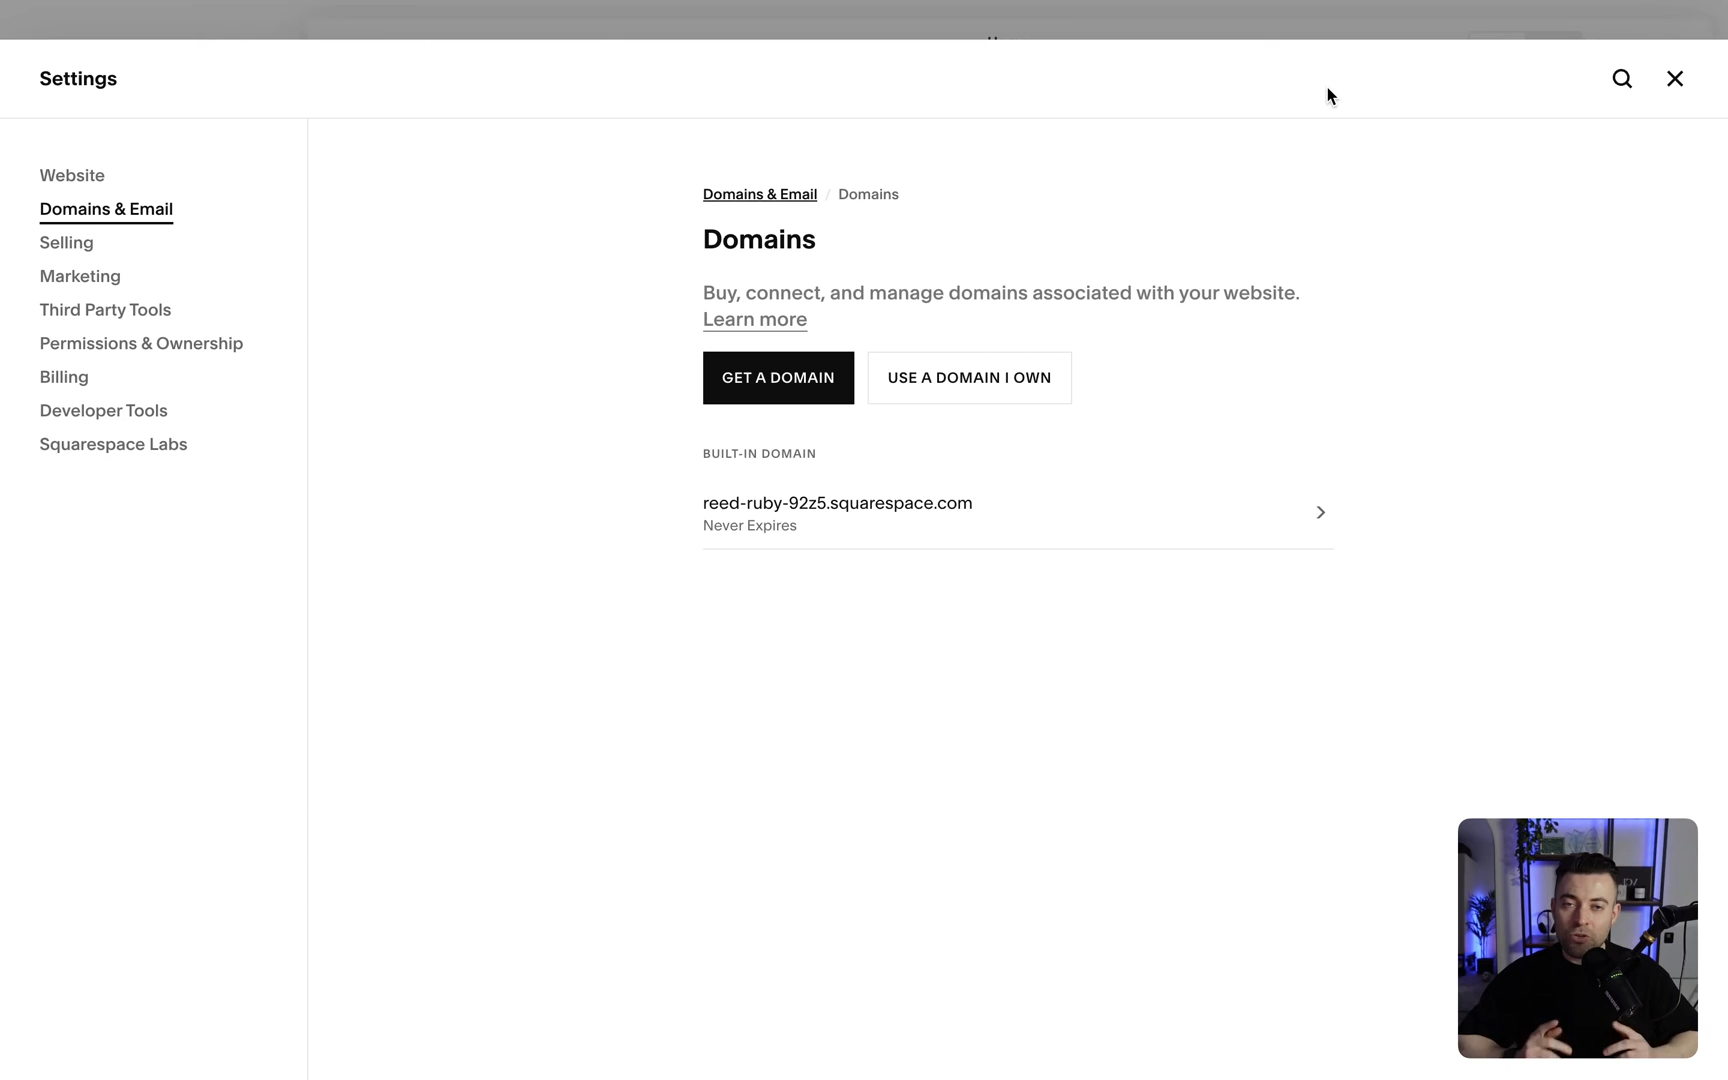 Settings
Website
Domains & Email
Selling
Marketing
Third Party Tools
Permissions & Ownership
Billing
Developer Tools
Squarespace Labs
Domains & Email / Domains
Domains
Buy, connect, and manage domains associated with your website.
Learn more
GET A DOMAIN
USE A DOMAIN I OWN
BUILT-IN DOMAIN
reed-ruby-92z5.squarespace.com
Never Expires